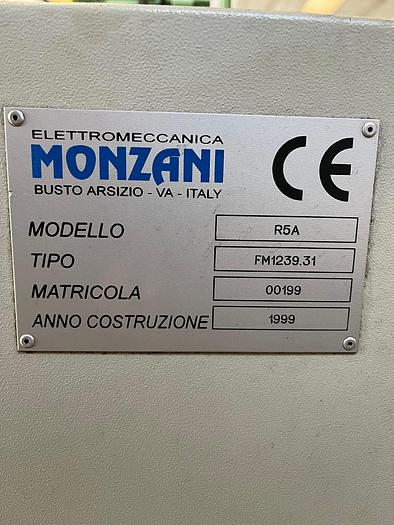 ELETTROMECCANICA
MONZANI
BUSTO ARSIZIO - VA - ITALY
CE
MODELLO R5A
TIPO FM1239.31
MATRICOLA 00199
ANNO COSTRUZIONE 1999